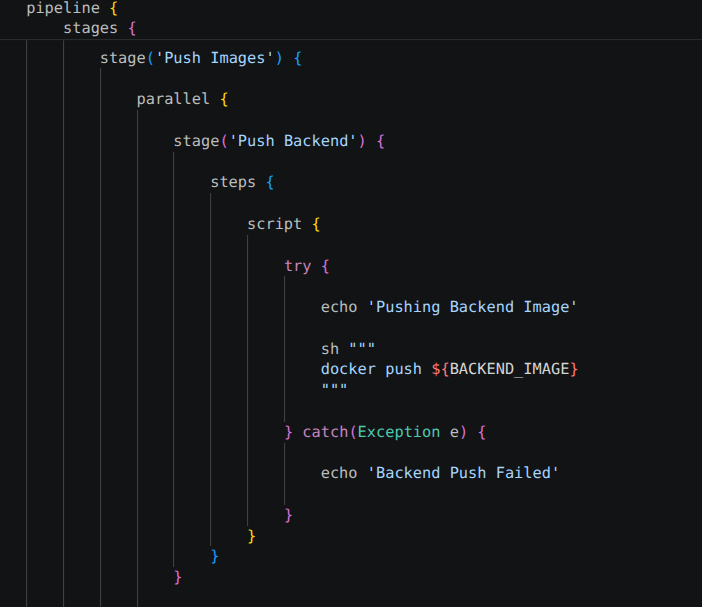 pipeline {
stages {
stage('Push Images') {
parallel {
stage('Push Backend') {
steps {
script {
try {
echo 'Pushing Backend Image'
sh """
docker push ${BACKEND_IMAGE}
"""
} catch(Exception e) {
echo 'Backend Push Failed'
}
}
}
}